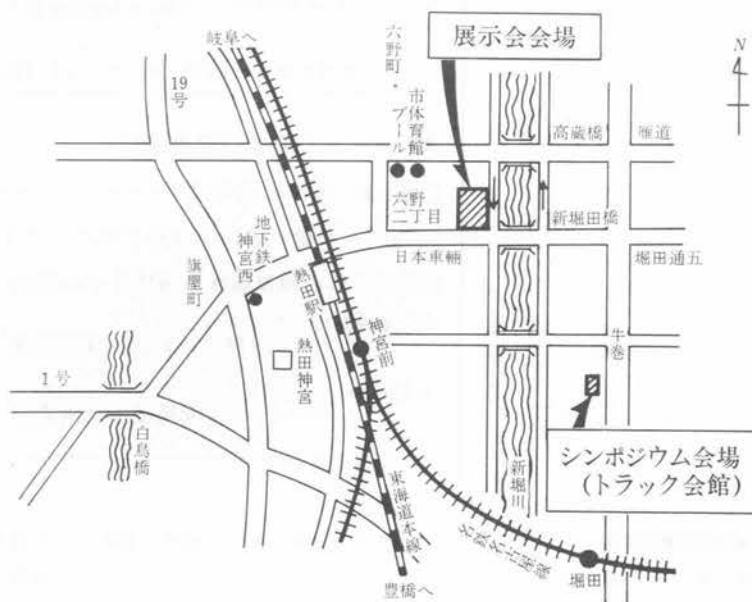 岐阜へ
六野町・プール
市体育館
展示会会場
N
19号
高蔵橋
雁道
六野
二丁目
新堀田橋
地下鉄
神宮西
旗屋町
熱田駅
日本車輛
堀田通五
神宮前
熱田神宮
牛巻
1号
白鳥橋
シンポジウム会場
(トラック会館)
新堀川
東海道本線
名鉄名古屋線
堀田
豊橋へ